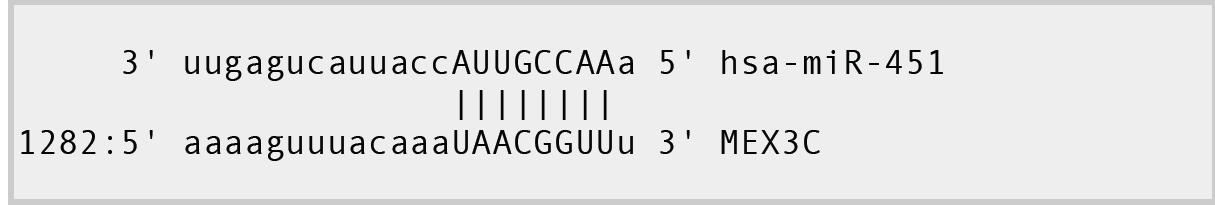 3' uugagucauuaccAUUGCCAAa 5' hsa-miR-451
||||||||
1282:5' aaaaguuuacaaaUAACGGUUu 3' MEX3C